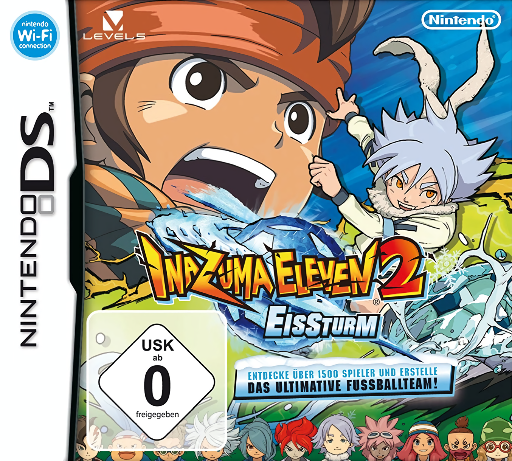 Nintendo
Wi-Fi
connection
LEVEL5
Nintendo
NINTENDO DS™
INAZUMA ELEVEN 2®
EISSTURM
ENTDECKE ÜBER 1500 SPIELER UND ERSTELLE
DAS ULTIMATIVE FUSSBALLTEAM!
USK
ab
0
freigegeben